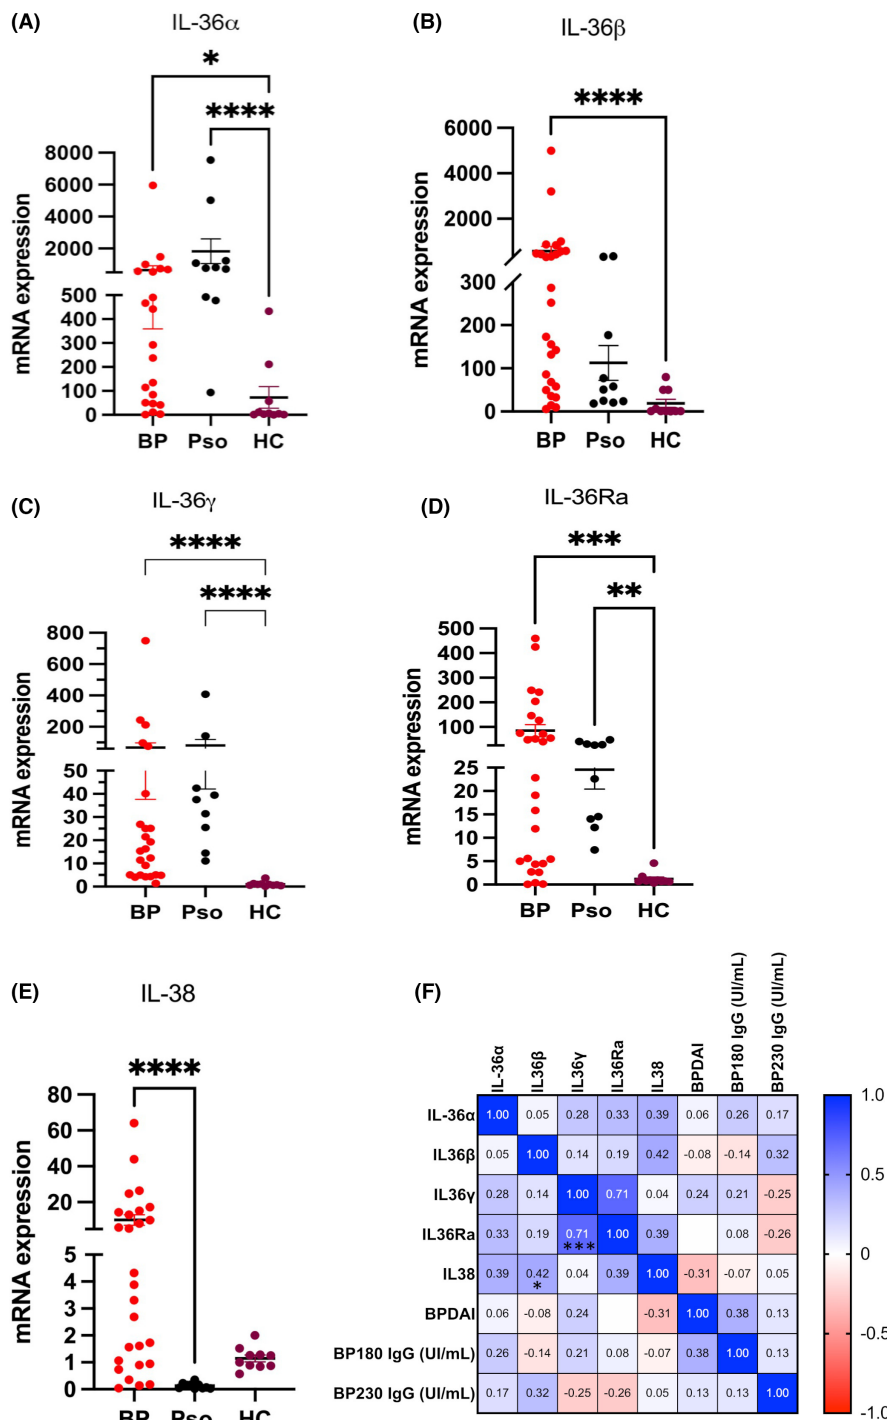 (A) IL-36α
*
****
mRNA expression
8000
6000
4000
2000
500
400
300
200
100
0
BP Pso HC
(B) IL-36β
****
mRNA expression
6000
4000
2000
300
200
100
0
BP Pso HC
(C) IL-36γ
****
****
mRNA expression
800
600
400
200
50
40
30
20
10
0
BP Pso HC
(D) IL-36Ra
***
**
mRNA expression
500
400
300
200
100
25
20
15
10
5
0
BP Pso HC
(E) IL-38
****
mRNA expression
80
60
40
20
5
4
3
2
1
0
BP Pso HC
(F)
IL-36α IL36β IL36γ IL36Ra IL38 BPDAI BP180 IgG (UI/mL) BP230 IgG (UI/mL)
IL-36α 1.00 0.05 0.28 0.33 0.39 0.06 0.26 0.17
IL36β 0.05 1.00 0.14 0.19 0.42 -0.08 -0.14 0.32
IL36γ 0.28 0.14 1.00 0.71 0.04 0.24 0.21 -0.25
IL36Ra 0.33 0.19 0.71 1.00 0.39 0.08 -0.26
***
IL38 0.39 0.42 0.04 0.39 1.00 -0.31 -0.07 0.05
*
BPDAI 0.06 -0.08 0.24 -0.31 1.00 0.38 0.13
BP180 IgG (UI/mL) 0.26 -0.14 0.21 0.08 -0.07 0.38 1.00 0.13
BP230 IgG (UI/mL) 0.17 0.32 -0.25 -0.26 0.05 0.13 0.13 1.00
1.0
0.5
0
-0.5
-1.0